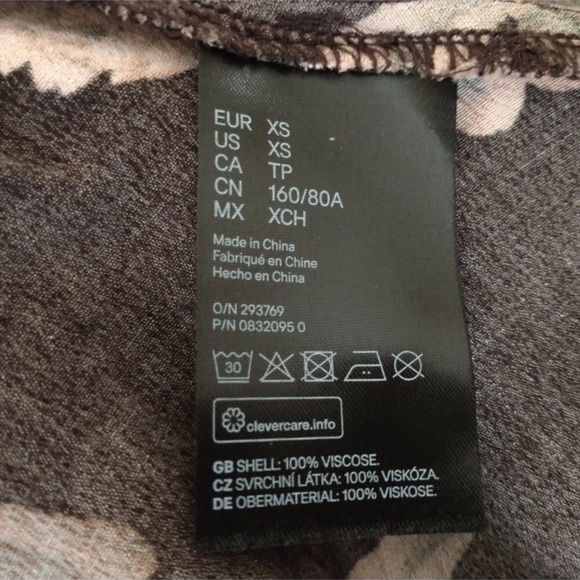 EUR XS
US XS
CA TP
CN 160/80A
MX XCH
Made in China
Fabriqué en Chine
Hecho en China
O/N 293769
P/N 0832095 0
30
clevercare.info
GB SHELL: 100% VISCOSE.
CZ SVRCHNÍ LÁTKA: 100% VISKÓZA.
DE OBERMATERIAL: 100% VISKOSE.